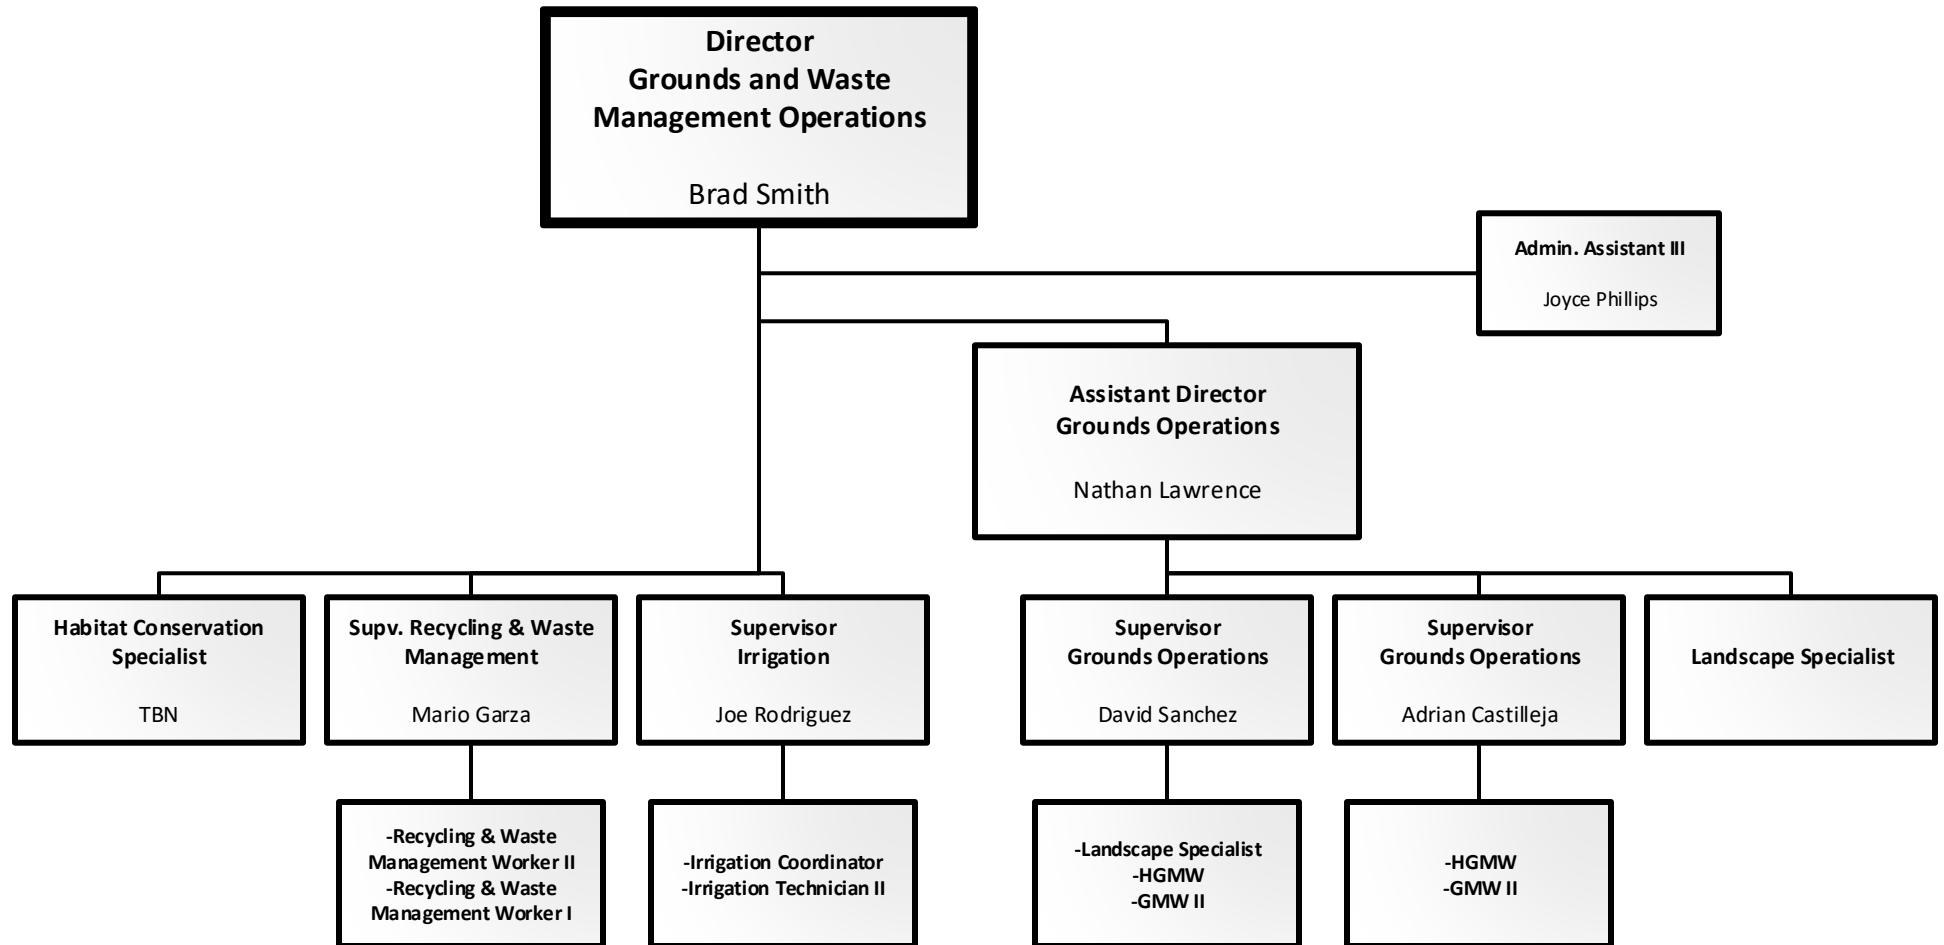 Director
Grounds and Waste
Management Operations
Brad Smith
Admin. Assistant III
Joyce Phillips
Assistant Director
Grounds Operations
Nathan Lawrence
Habitat Conservation
Specialist
TBN
Supv. Recycling & Waste
Management
Mario Garza
Supervisor
Irrigation
Joe Rodriguez
Supervisor
Grounds Operations
David Sanchez
Supervisor
Grounds Operations
Adrian Castilleja
Landscape Specialist
-Recycling & Waste
Management Worker II
-Recycling & Waste
Management Worker I
-Irrigation Coordinator
-Irrigation Technician II
-Landscape Specialist
-HGMW
-GMW II
-HGMW
-GMW II